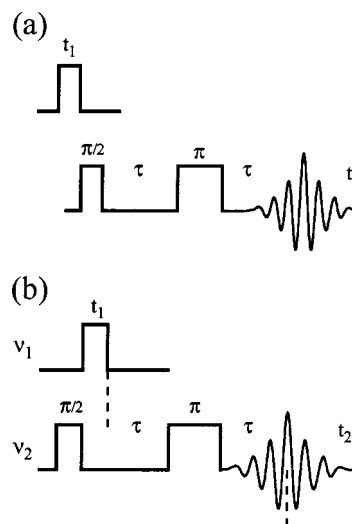 (a)
t₁
π/2 τ π τ
t
(b)
t₁
ν₁
π/2 τ π τ t₂
ν₂